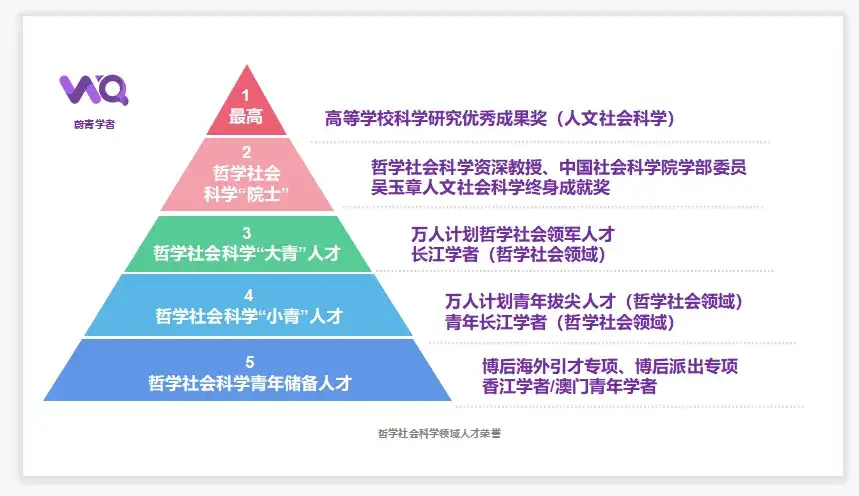 WQ
蔚青学者
1
最高
高等学校科学研究优秀成果奖（人文社会科学）
2
哲学社会
科学“院士”
哲学社会科学资深教授、中国社会科学院学部委员
吴玉章人文社会科学终身成就奖
3
哲学社会科学“大青”人才
万人计划哲学社会领军人才
长江学者（哲学社会领域）
4
哲学社会科学“小青”人才
万人计划青年拔尖人才（哲学社会领域）
青年长江学者（哲学社会领域）
5
哲学社会科学青年储备人才
博后海外引才专项、博后派出专项
香江学者/澳门青年学者
哲学社会科学领域人才荣誉